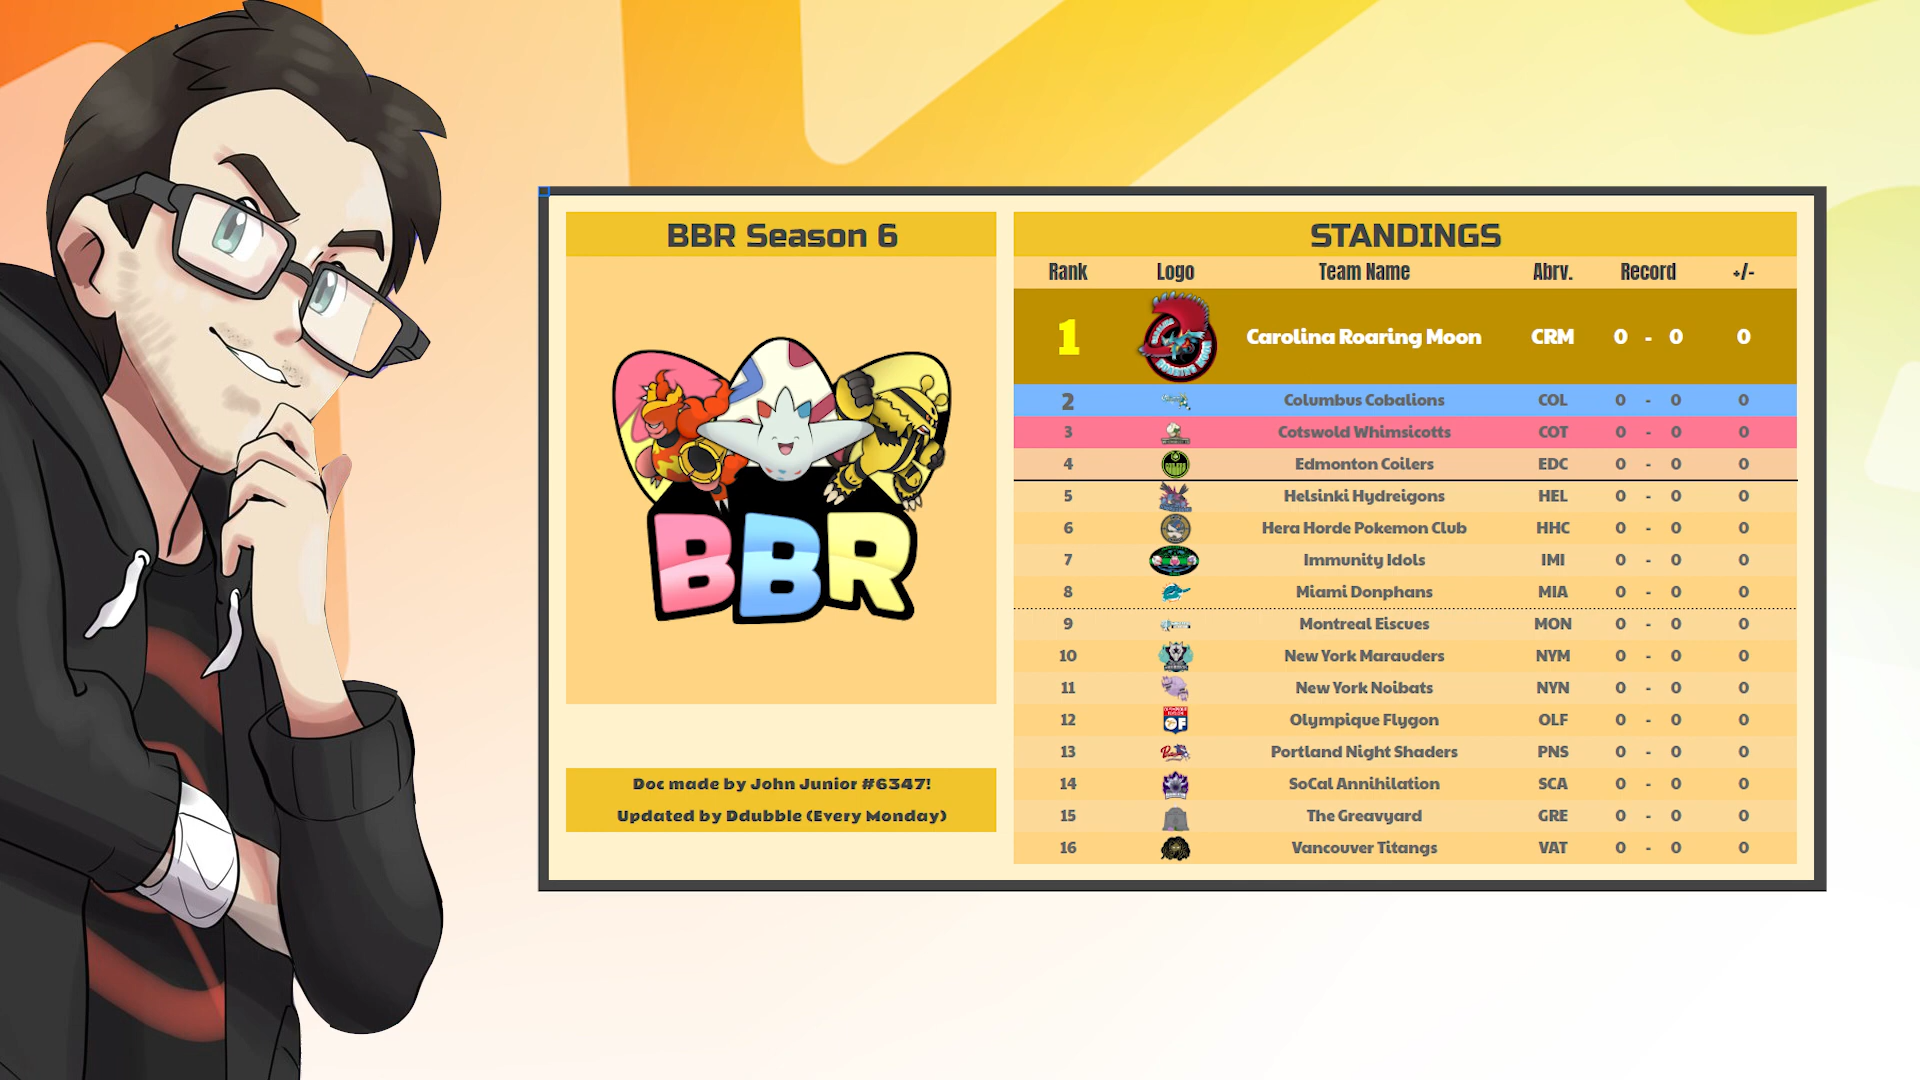 BBR Season 6
BBR
Doc made by John Junior #6347!
Updated by Ddubble (Every Monday)
STANDINGS
Rank Logo Team Name Abrv. Record +/-
1 Carolina Roaring Moon CRM 0 - 0 0
2 Columbus Cobalions COL 0 - 0 0
3 Cotswold Whimsicotts COT 0 - 0 0
4 Edmonton Coilers EDC 0 - 0 0
5 Helsinki Hydreigons HEL 0 - 0 0
6 Hera Horde Pokemon Club HHC 0 - 0 0
7 Immunity Idols IMI 0 - 0 0
8 Miami Donphans MIA 0 - 0 0
9 Montreal Eiscues MON 0 - 0 0
10 New York Marauders NYM 0 - 0 0
11 New York Noibats NYN 0 - 0 0
12 OF Olympique Flygon OLF 0 - 0 0
13 Portland Night Shaders PNS 0 - 0 0
14 SoCal Annihilation SCA 0 - 0 0
15 The Greavyard GRE 0 - 0 0
16 Vancouver Titangs VAT 0 - 0 0